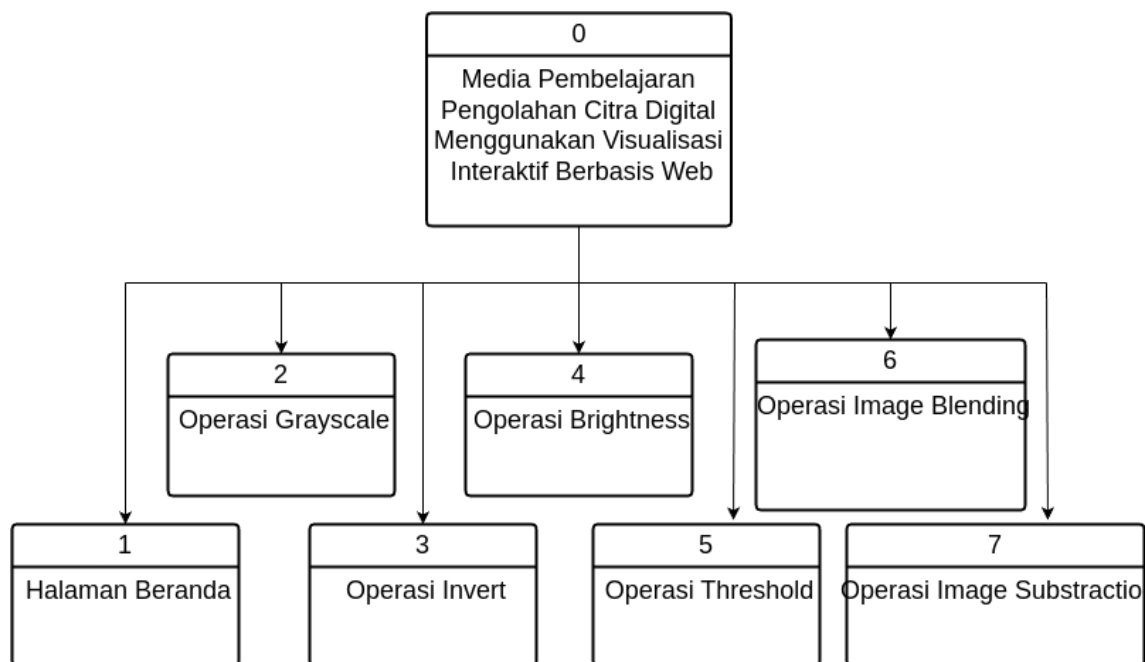 0
Media Pembelajaran
Pengolahan Citra Digital
Menggunakan Visualisasi
Interaktif Berbasis Web
2
Operasi Grayscale
4
Operasi Brightness
6
Operasi Image Blending
1
Halaman Beranda
3
Operasi Invert
5
Operasi Threshold
7
Operasi Image Substractio